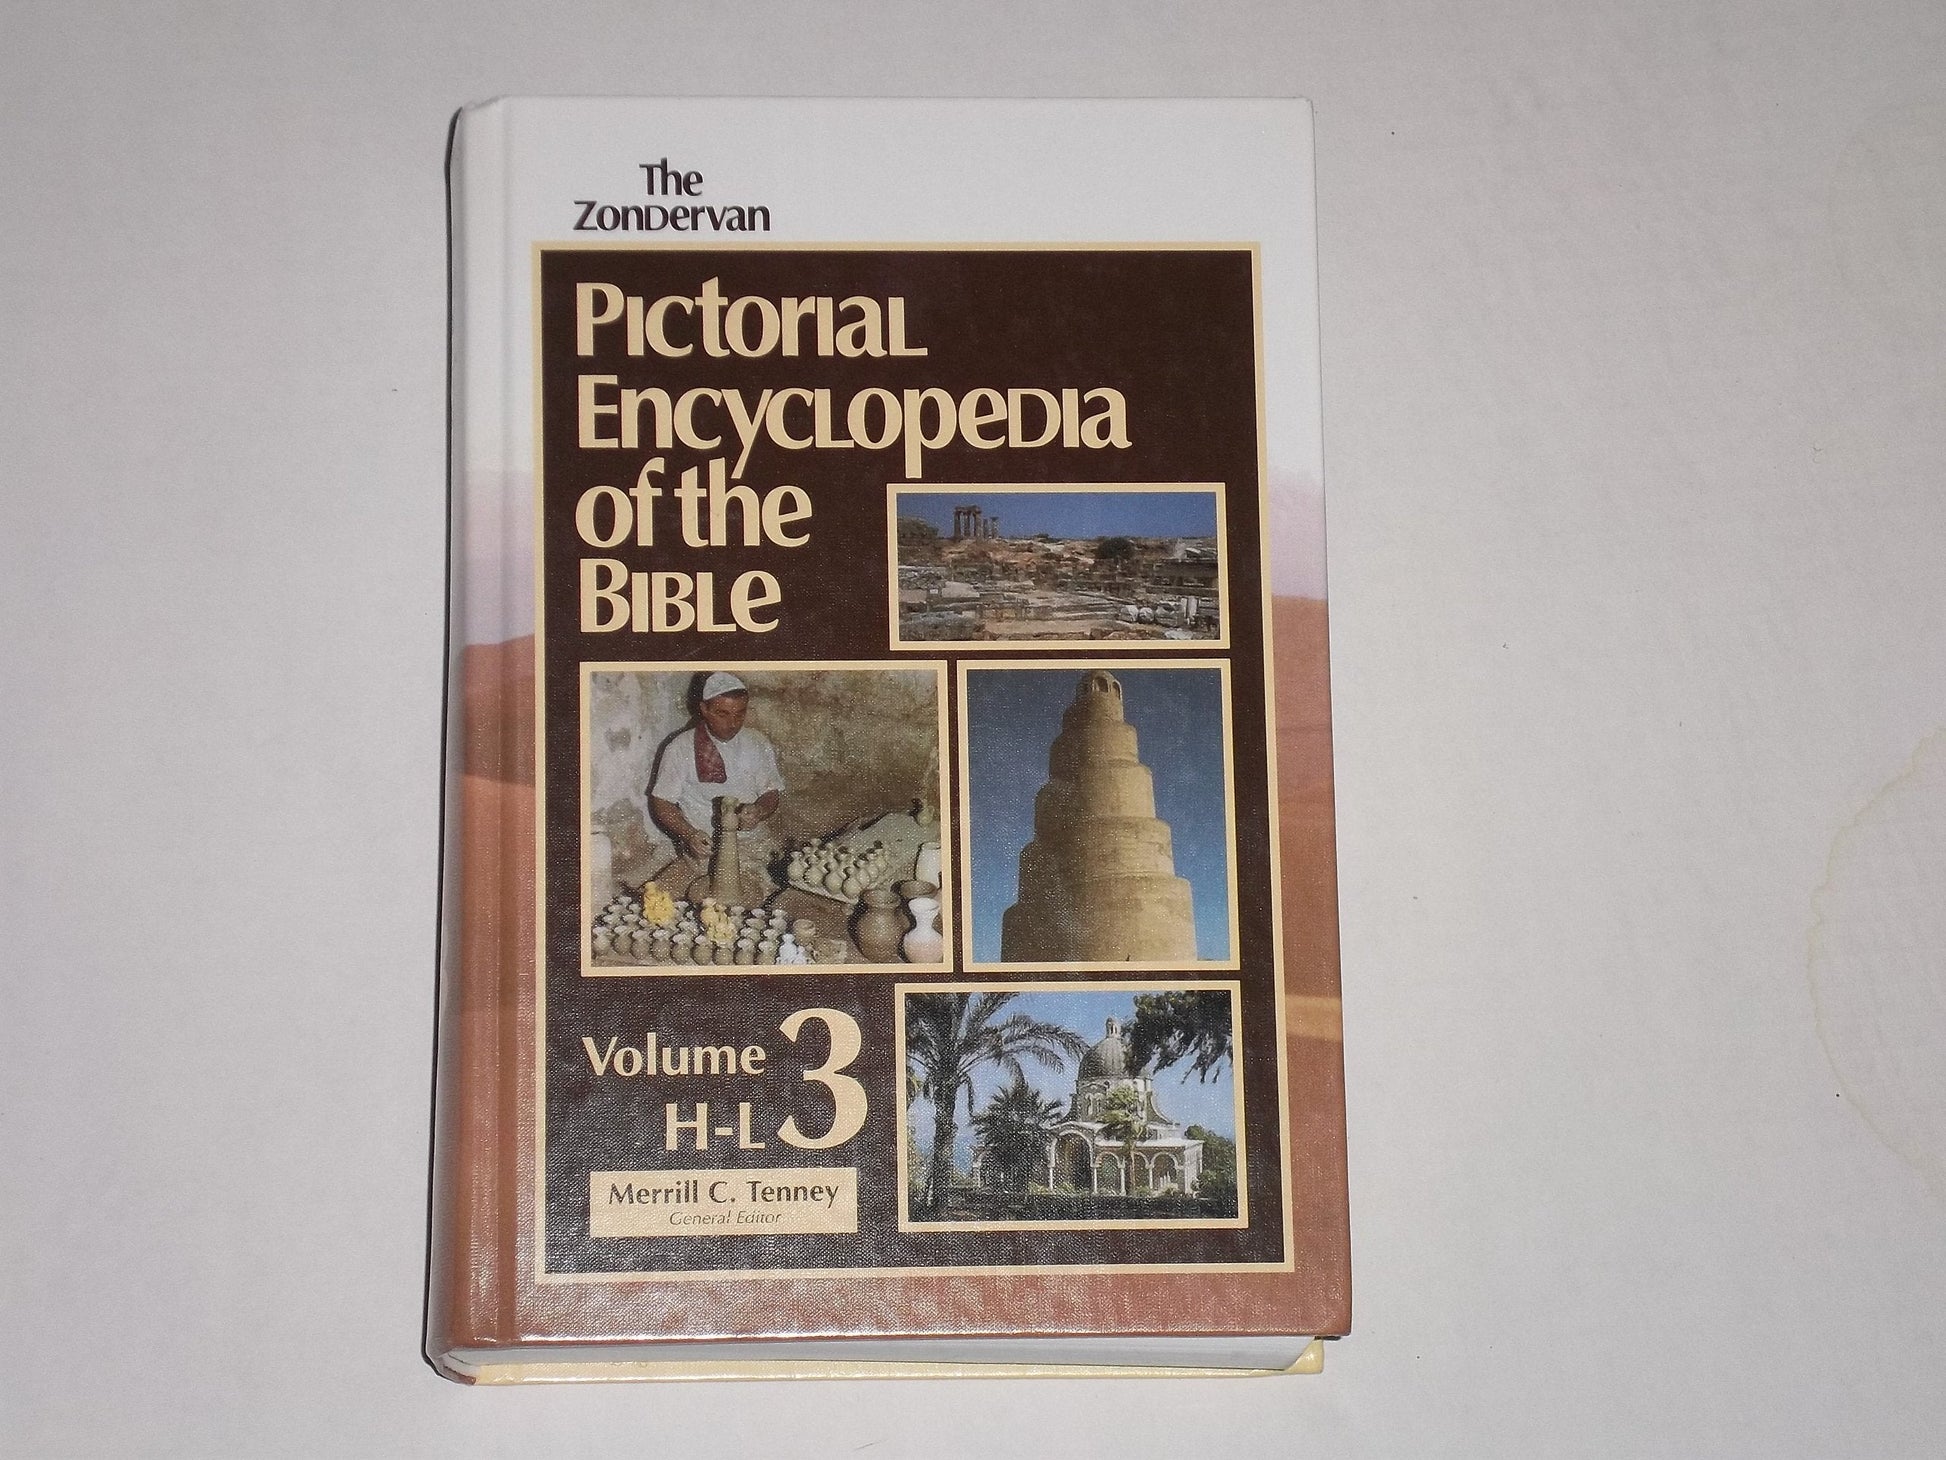 The
Zondervan
Pictorial
Encyclopedia
of the
Bible
Volume 3
H-L
Merrill C. Tenney
General Editor